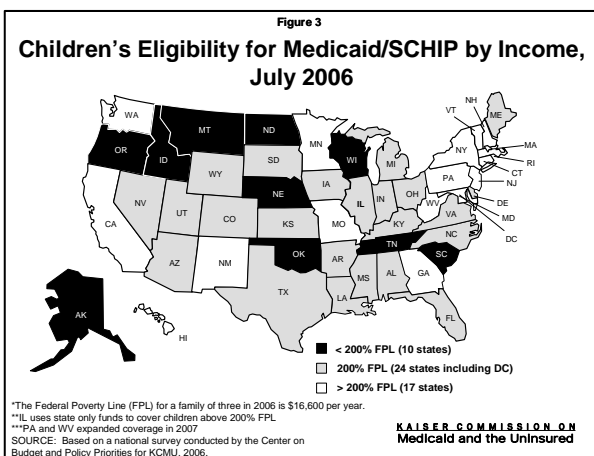 Figure 3
Children's Eligibility for Medicaid/SCHIP by Income,
July 2006
WA
MT
ND
MN
VT
NH
ME
OR
ID
SD
WI
MI
NY
MA
WY
RI
CT
NV
NE
IA
PA
NJ
UT
CO
IL
IN
OH
DE
CA
KS
MO
WV
VA
MD
KY
NC
DC
AZ
NM
OK
AR
TN
SC
MS
AL
GA
TX
LA
FL
AK
HI
< 200% FPL (10 states)
200% FPL (24 states including DC)
> 200% FPL (17 states)
*The Federal Poverty Line (FPL) for a family of three in 2006 is $16,600 per year.
**IL uses state only funds to cover children above 200% FPL
***PA and WV expanded coverage in 2007
SOURCE: Based on a national survey conducted by the Center on
Budget and Policy Priorities for KCMU, 2006.
KAISER COMMISSION ON
Medicaid and the Uninsured